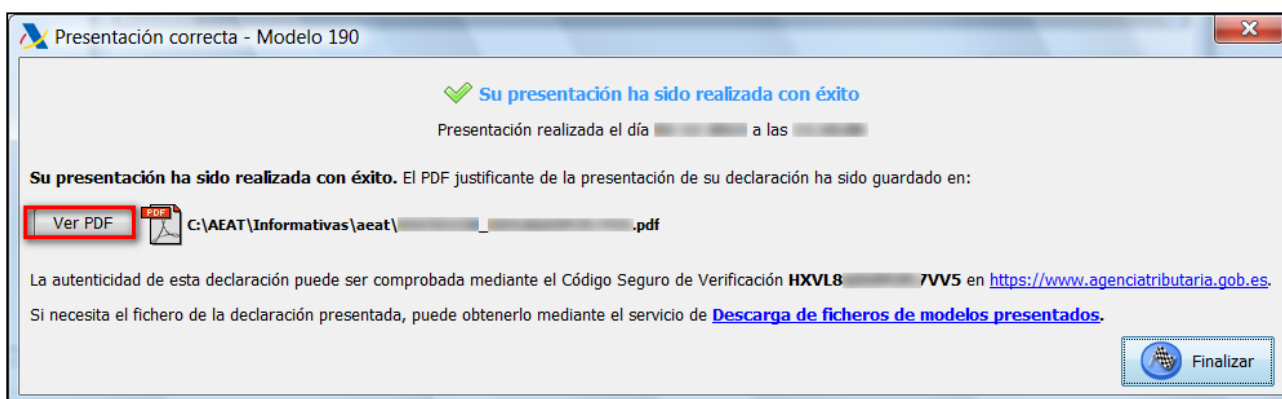 Presentación correcta - Modelo 190
Su presentación ha sido realizada con éxito
Presentación realizada el día a las
Su presentación ha sido realizada con éxito. El PDF justificante de la presentación de su declaración ha sido guardado en:
Ver PDF PDF C:\AEAT\Informativas\aeat\ _ .pdf
La autenticidad de esta declaración puede ser comprobada mediante el Código Seguro de Verificación HXVL8 7VV5 en https://www.agenciatributaria.gob.es.
Si necesita el fichero de la declaración presentada, puede obtenerlo mediante el servicio de Descarga de ficheros de modelos presentados.
Finalizar